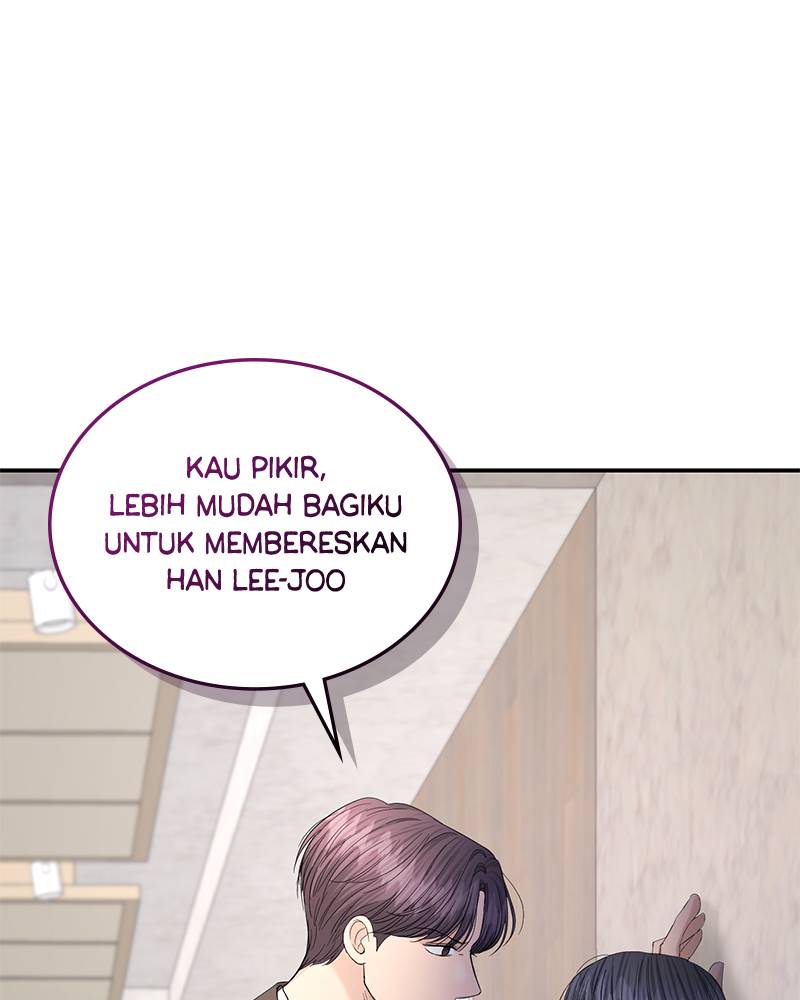 KAU PIKIR,
LEBIH MUDAH BAGIKU
UNTUK MEMBERESKAN
HAN LEE-JOO